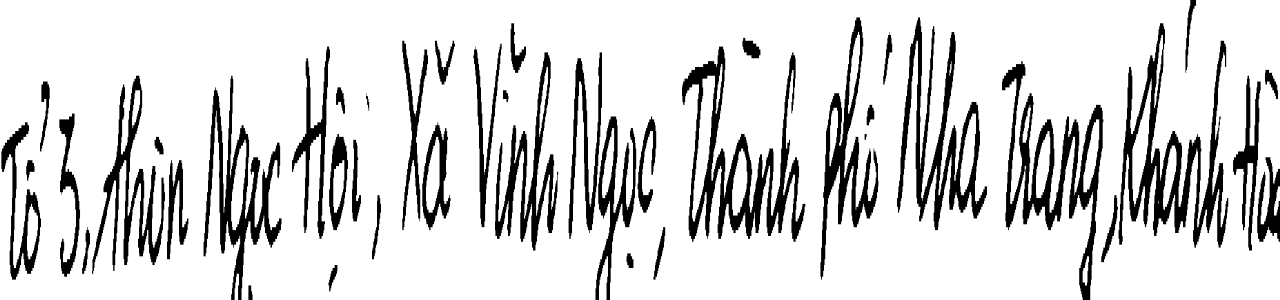 Tổ 3, thôn Ngọc Hội, Xã Vĩnh Ngọc, Thành phố Nha Trang, Khánh Hòa